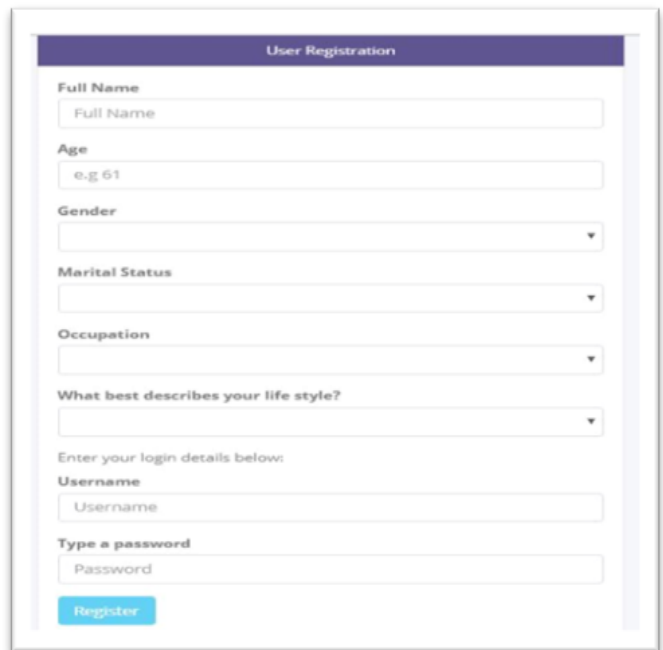 User Registration
Full Name
Full Name
Age
e.g 61
Gender
Marital Status
Occupation
What best describes your life style?
Enter your login details below:
Username
Username
Type a password
Password
Register